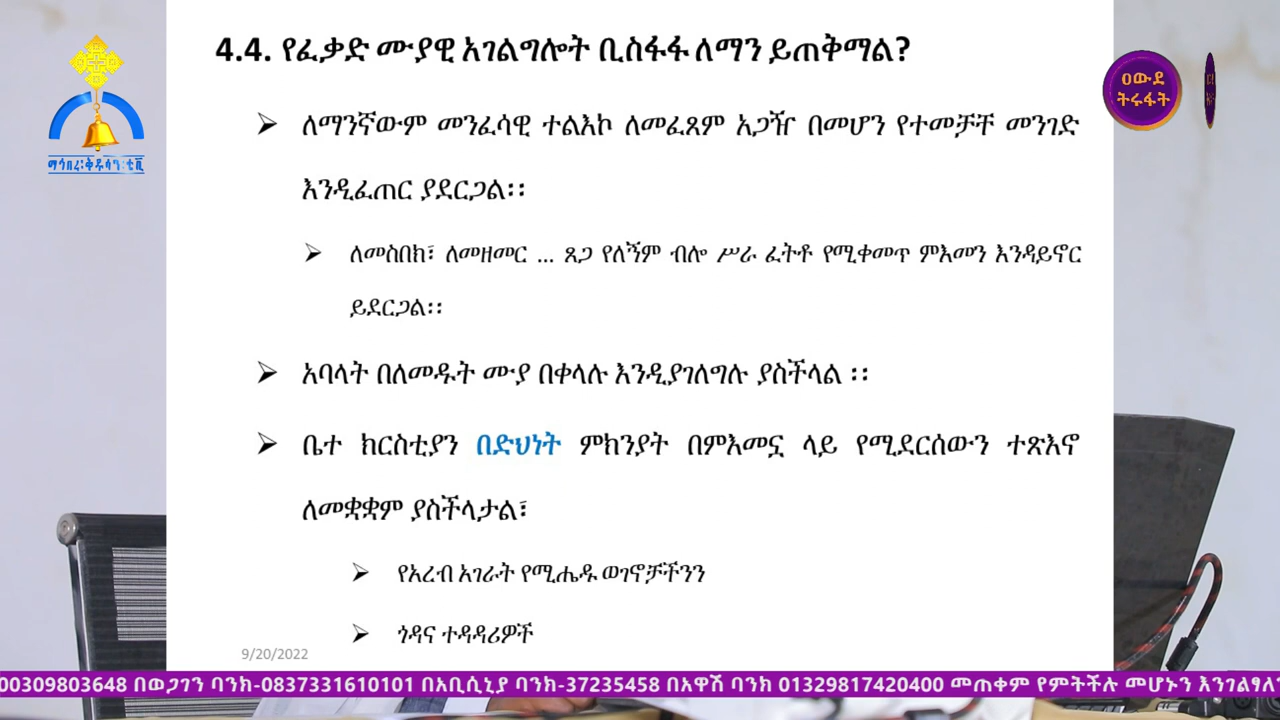 4.4. የፈቃድ ሙያዊ አገልግሎት ቢስፋፋ ለማን ይጠቅማል?
ዐውደ
ትሩፋት
ማኅበረ፡ቅዱሳን፡ቲቪ
➢ ለማንኛውም መንፈሳዊ ተልእኮ ለመፈጸም አጋዥ በመሆን የተመቻቸ መንገድ
እንዲፈጠር ያደርጋል፡፡
➢ ለመስበክ፣ ለመዘመር ... ጸጋ የለኝም ብሎ ሥራ ፈትቶ የሚቀመጥ ምእመን እንዳይኖር
ይደርጋል፡፡
➢ አባላት በለመዱት ሙያ በቀላሉ እንዲያገለግሉ ያስችላል ፡፡
➢ ቤተ ክርስቲያን በድህነት ምክንያት በምእመኗ ላይ የሚደርሰውን ተጽእኖ
ለመቋቋም ያስችላታል፣
➢ የአረብ አገራት የሚሔዱ ወገኖቻችንን
➢ ጎዳና ተዳዳሪዎች
9/20/2022
00309803648 በወጋገን ባንክ-0837331610101 በአቢሲኒያ ባንክ-37235458 በአዋሽ ባንክ 01329817420400 መጠቀም የምትችሉ መሆኑን እንገልፃለ